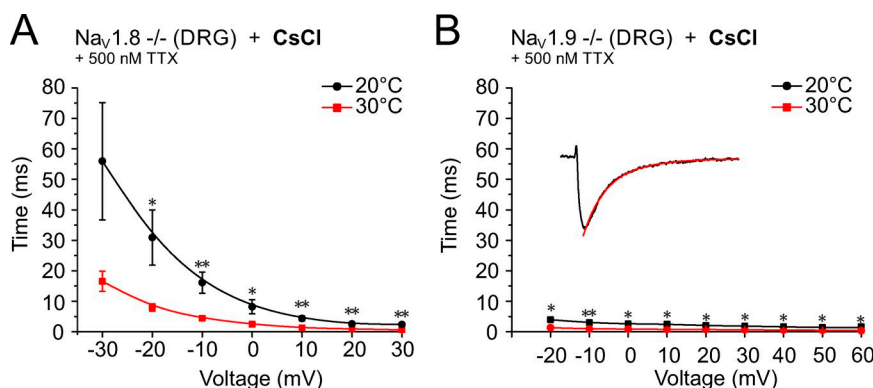 A
Na_V1.8 -/- (DRG) + CsCl
+ 500 nM TTX
20°C
30°C
80
70
60
50
40
30
20
10
0
Time (ms)
*
**
*
**
**
**
-30 -20 -10 0 10 20 30
Voltage (mV)
B
Na_V1.9 -/- (DRG) + CsCl
+ 500 nM TTX
20°C
30°C
80
70
60
50
40
30
20
10
0
Time (ms)
* ** * * * * * * *
-20 -10 0 10 20 30 40 50 60
Voltage (mV)